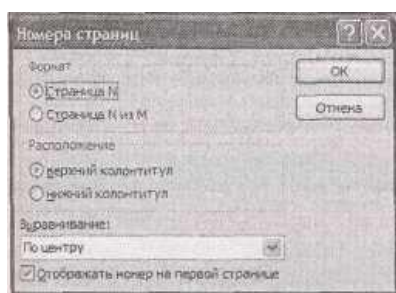 Номера страниц
Формат
Страница N
Страница N из M
Расположение
верхний колонтитул
нижний колонтитул
Выравнивание:
По центру
Отображать номер на первой странице
OK
Отмена